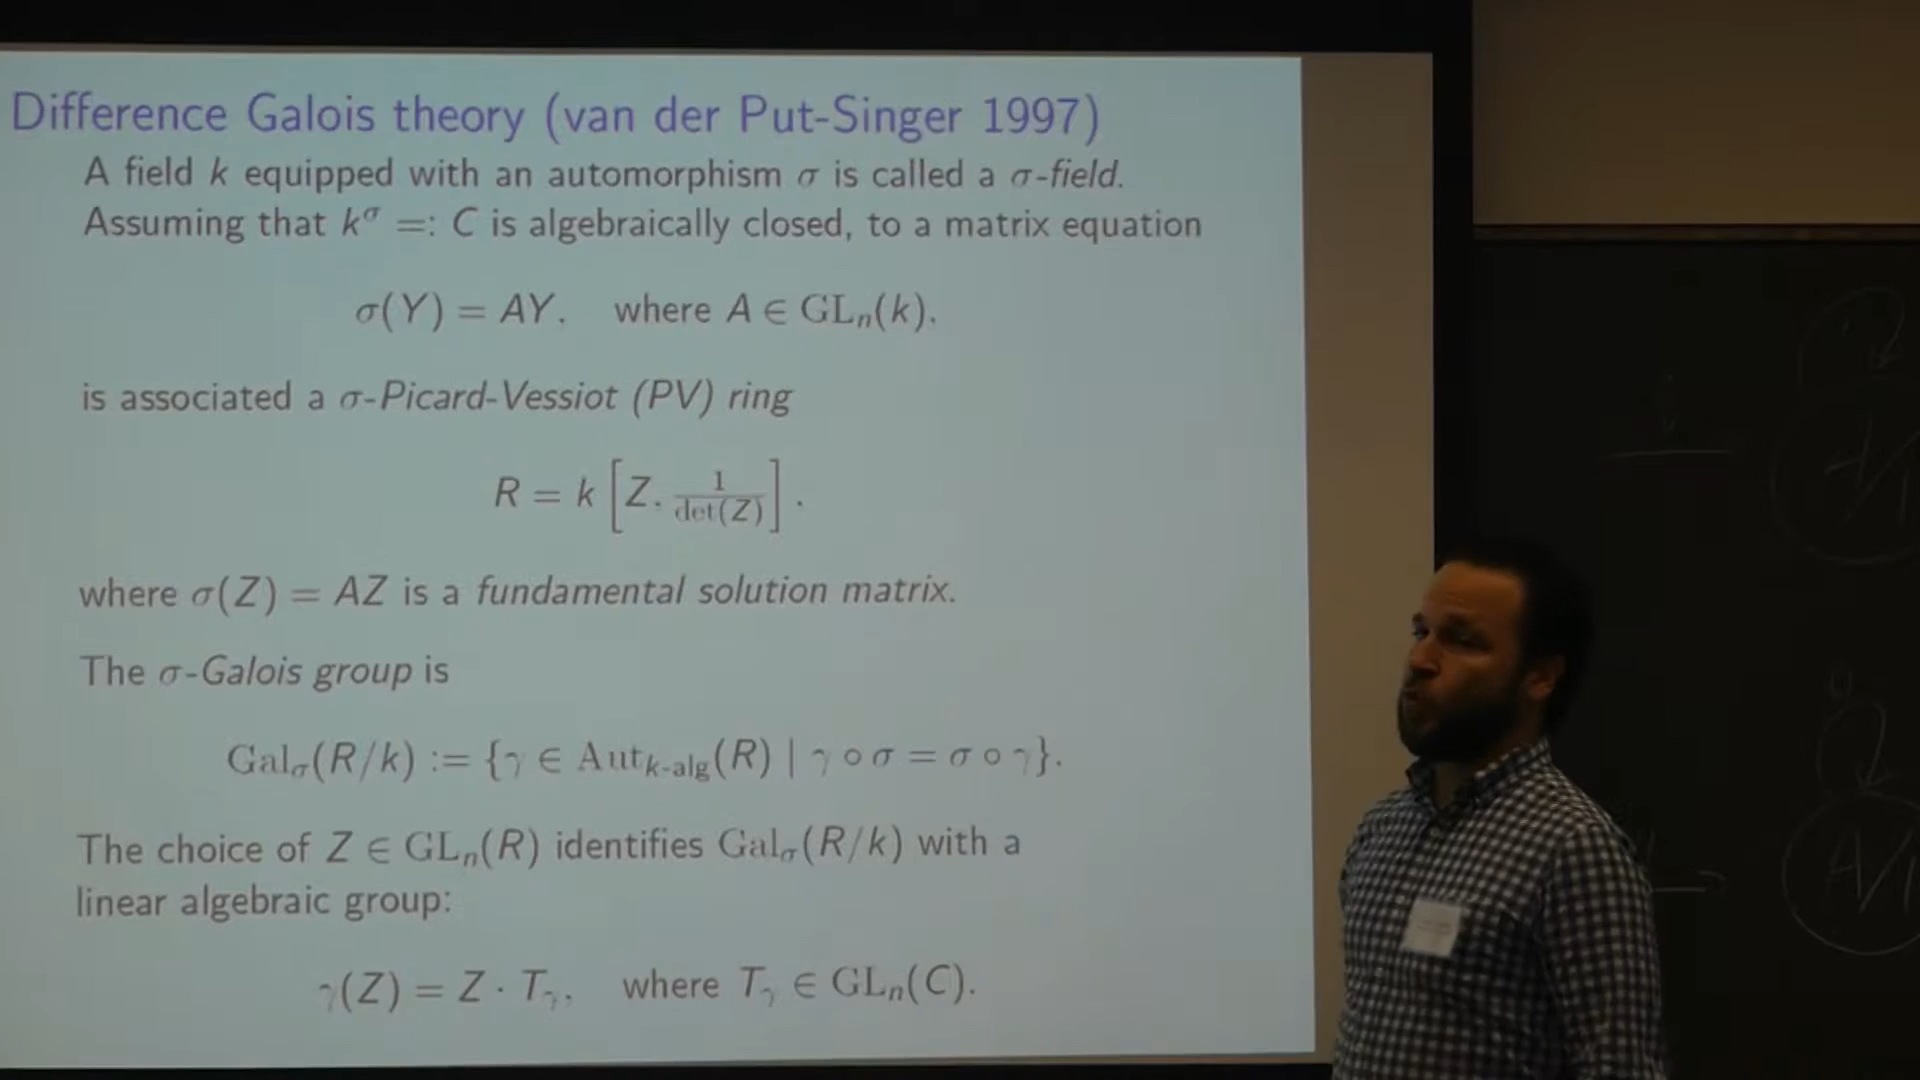 Difference Galois theory (van der Put-Singer 1997)
A field k equipped with an automorphism σ is called a σ-field.
Assuming that k^σ =: C is algebraically closed, to a matrix equation
σ(Y) = AY, where A ∈ GL_n(k),
is associated a σ-Picard-Vessiot (PV) ring
R = k [Z, 1/det(Z)],
where σ(Z) = AZ is a fundamental solution matrix.
The σ-Galois group is
Gal_σ(R/k) := {γ ∈ Aut_{k-alg}(R) | γ ∘ σ = σ ∘ γ}.
The choice of Z ∈ GL_n(R) identifies Gal_σ(R/k) with a
linear algebraic group:
γ(Z) = Z · T_γ, where T_γ ∈ GL_n(C).